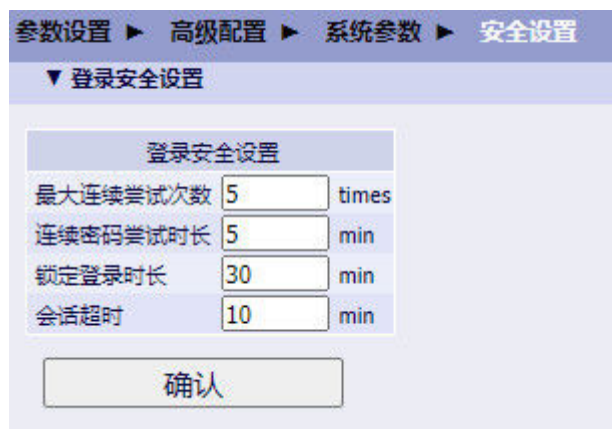 参数设置 ► 高级配置 ► 系统参数 ► 安全设置
▼ 登录安全设置
登录安全设置
最大连续尝试次数 5 times
连续密码尝试时长 5 min
锁定登录时长 30 min
会话超时 10 min
确认